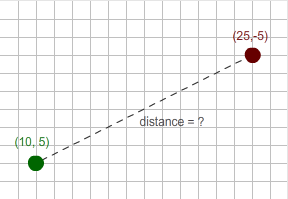 (25,-5)
(10, 5)
distance = ?